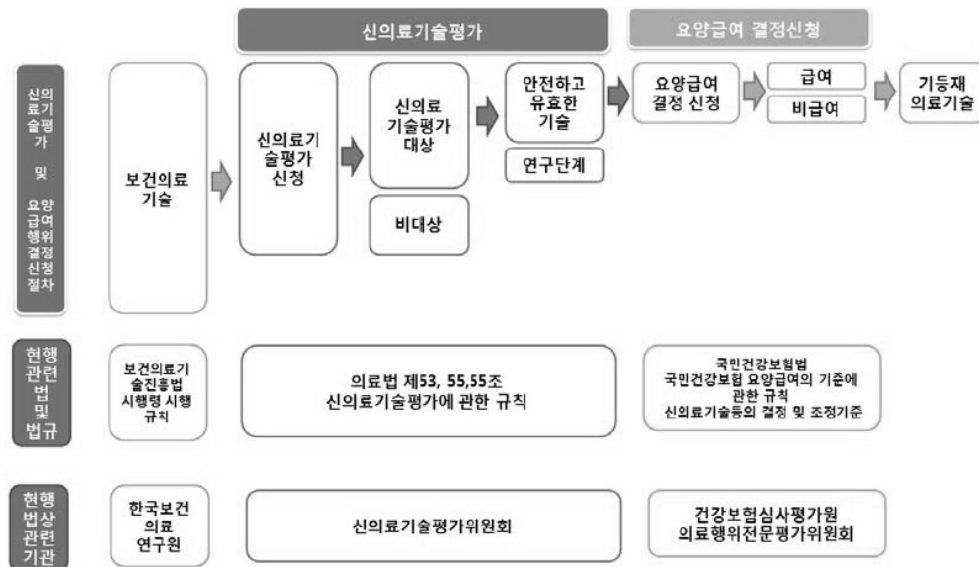 신의료기술평가
요양급여 결정신청
신의
료기
술평
가
및
요양
급여
행위
결정
신청
절차
보건의료
기술
신의료기
술평가
신청
신의료
기술평가
대상
비대상
안전하고
유효한
기술
연구단계
요양급여
결정 신청
급여
비급여
기등재
의료기술
현행
관련
법
및
법규
보건의료기
술진흥법
시행령 시행
규칙
의료법 제53, 55,55조
신의료기술평가에 관한 규칙
국민건강보험법
국민건강보험 요양급여의 기준에
관한 규칙
신의료기술등의 결정 및 조정기준
현행
법상
관련
기관
한국보건
의료
연구원
신의료기술평가위원회
건강보험심사평가원
의료행위전문평가위원회